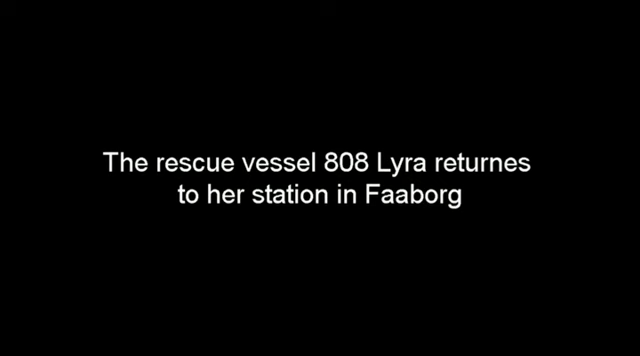 The rescue vessel 808 Lyra returnes
to her station in Faaborg